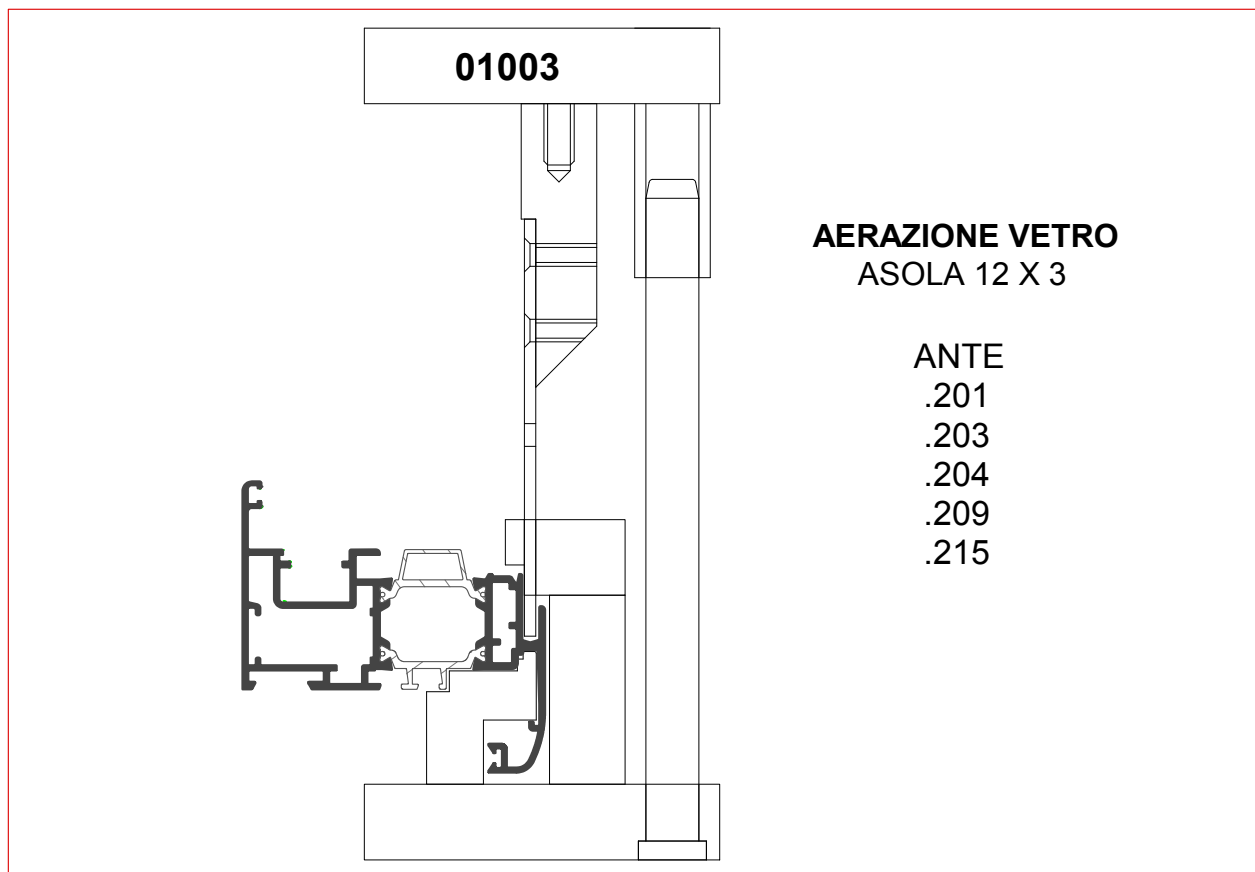 01003
AERAZIONE VETRO
ASOLA 12 X 3
ANTE
.201
.203
.204
.209
.215